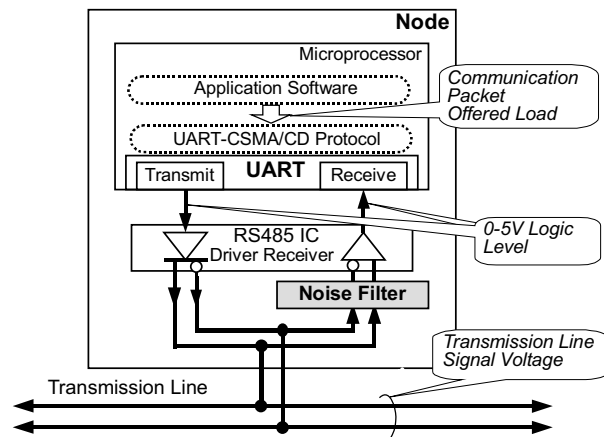 Node
Microprocessor
Application Software
Communication
Packet
Offered Load
UART-CSMA/CD Protocol
UART
Transmit
Receive
RS485 IC
Driver Receiver
0-5V Logic
Level
Noise Filter
Transmission Line
Signal Voltage
Transmission Line